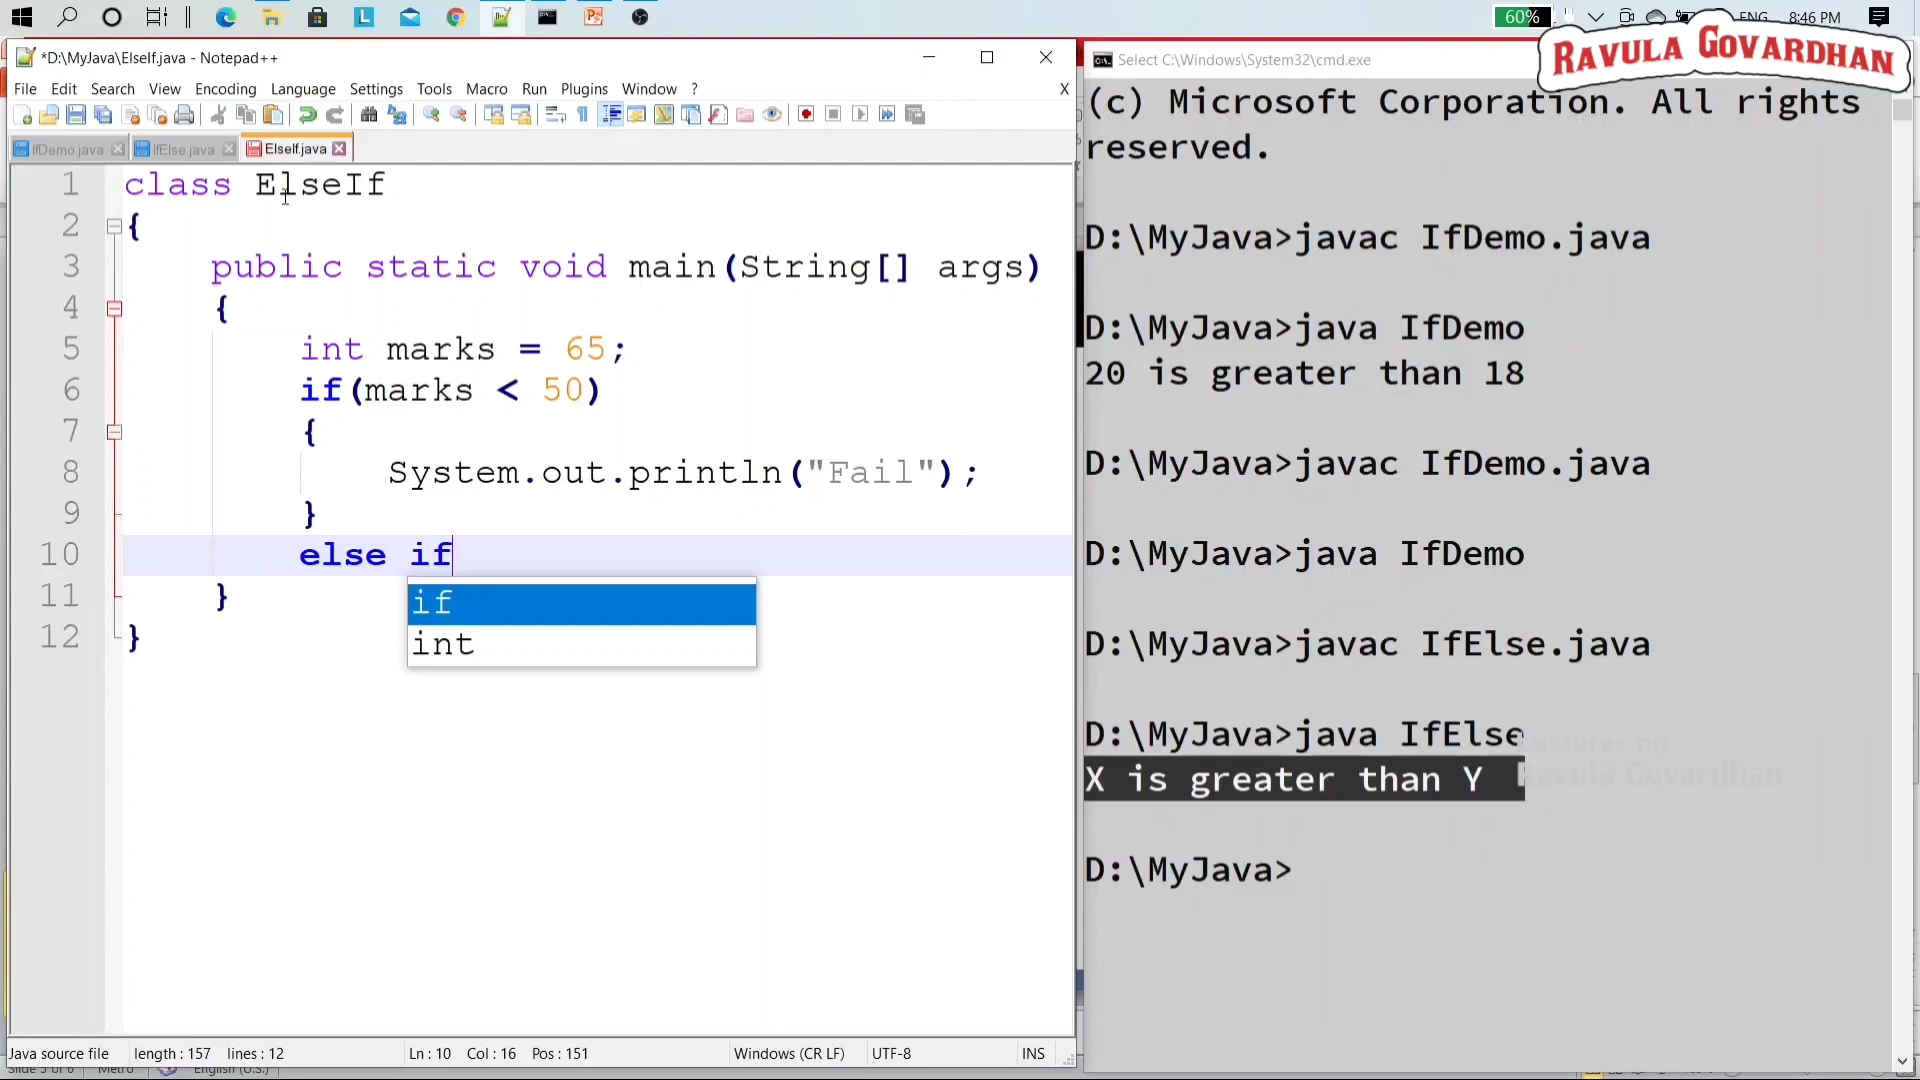 60%
ENG 8:46 PM
RAVULA GOVARDHAN
*D:\MyJava\ElseIf.java - Notepad++
File Edit Search View Encoding Language Settings Tools Macro Run Plugins Window ? X
IfDemo.java IfElse.java ElseIf.java
1 class ElseIf
2 {
3 public static void main(String[] args)
4 {
5 int marks = 65;
6 if(marks < 50)
7 {
8 System.out.println("Fail");
9 }
10 else if
11 }
12 }
if
int
Java source file length : 157 lines : 12 Ln : 10 Col : 16 Pos : 151 Windows (CR LF) UTF-8 INS
Select C:\Windows\System32\cmd.exe
(c) Microsoft Corporation. All rights
reserved.
D:\MyJava>javac IfDemo.java
D:\MyJava>java IfDemo
20 is greater than 18
D:\MyJava>javac IfDemo.java
D:\MyJava>java IfDemo
D:\MyJava>javac IfElse.java
D:\MyJava>java IfElse
X is greater than Y
Lectures by
Ravula Govardhan
D:\MyJava>